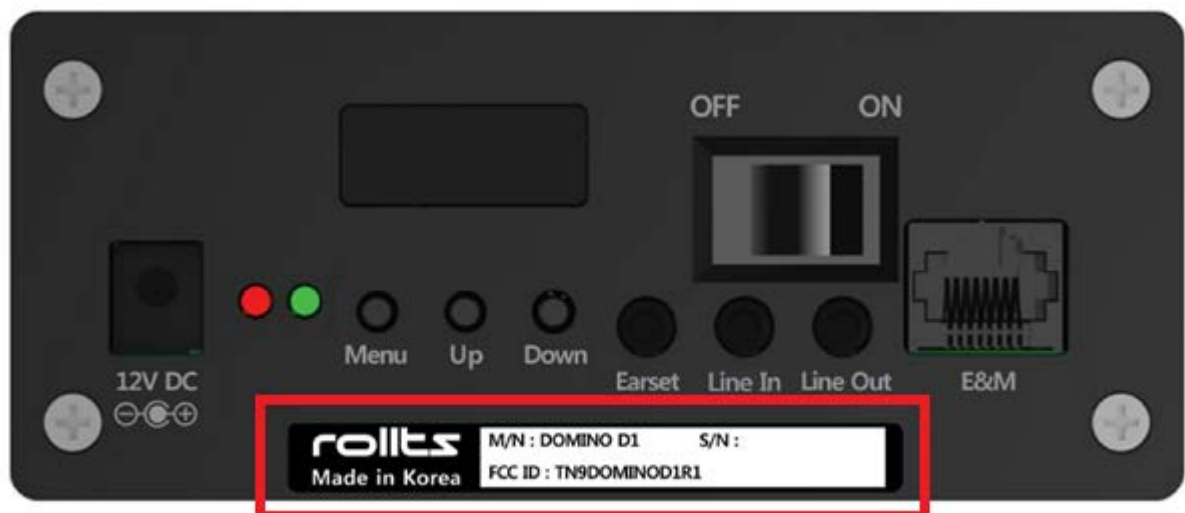 OFF ON
Menu Up Down
Earset Line In Line Out E&M
12V DC
rollts M/N : DOMINO D1 S/N :
Made in Korea FCC ID : TN9DOMINOD1R1